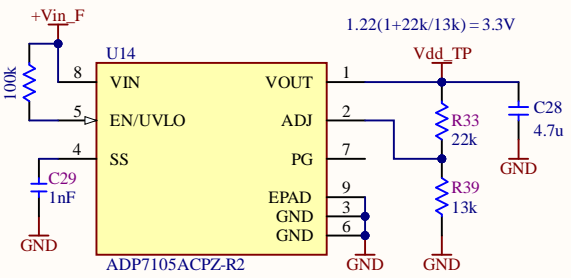 +Vin_F
1.22(1+22k/13k) = 3.3V
U14
Vdd_TP
100k
8 VIN
VOUT 1
5 EN/UVLO
ADJ 2
R33
22k
C28
4.7u
4 SS
PG 7
GND
C29
1nF
EPAD 9
GND 3
GND 6
R39
13k
GND
ADP7105ACPZ-R2
GND
GND